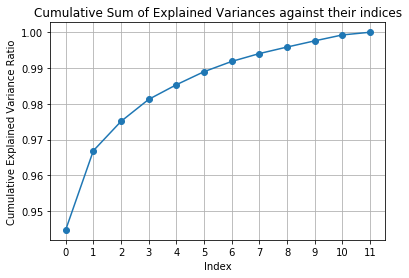 Cumulative Sum of Explained Variances against their indices
Cumulative Explained Variance Ratio
1.00
0.99
0.98
0.97
0.96
0.95
0 1 2 3 4 5 6 7 8 9 10 11
Index